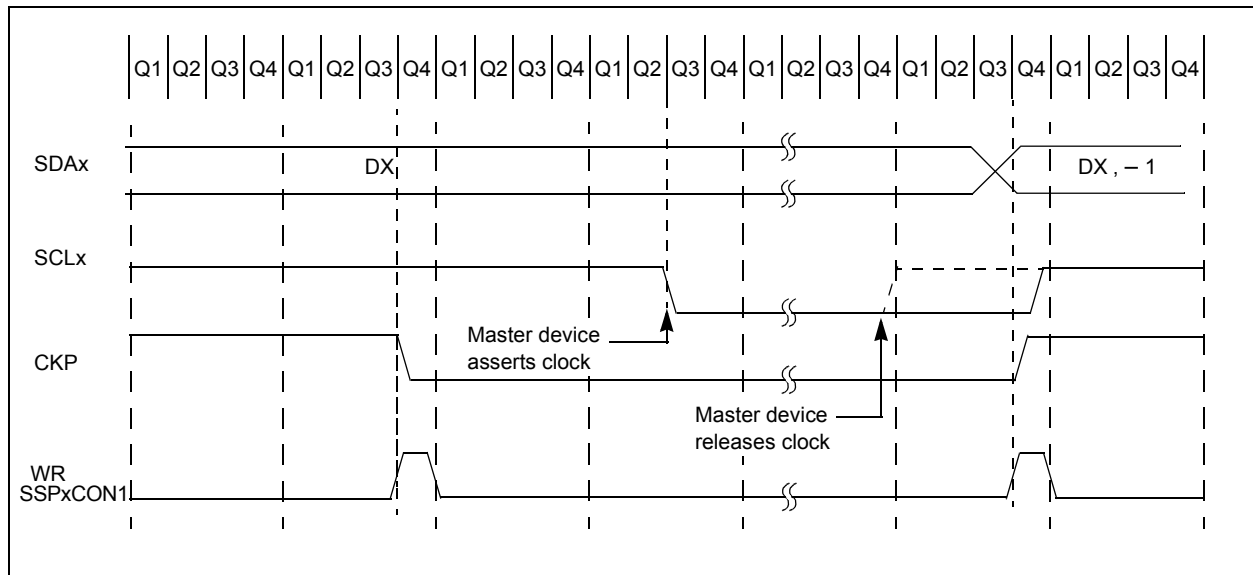 Q1 Q2 Q3 Q4 Q1 Q2 Q3 Q4 Q1 Q2 Q3 Q4 Q1 Q2 Q3 Q4 Q1 Q2 Q3 Q4 Q1 Q2 Q3 Q4 Q1 Q2 Q3 Q4
SDAx
DX
DX , – 1
SCLx
Master device
asserts clock
CKP
Master device
releases clock
WR
SSPxCON1